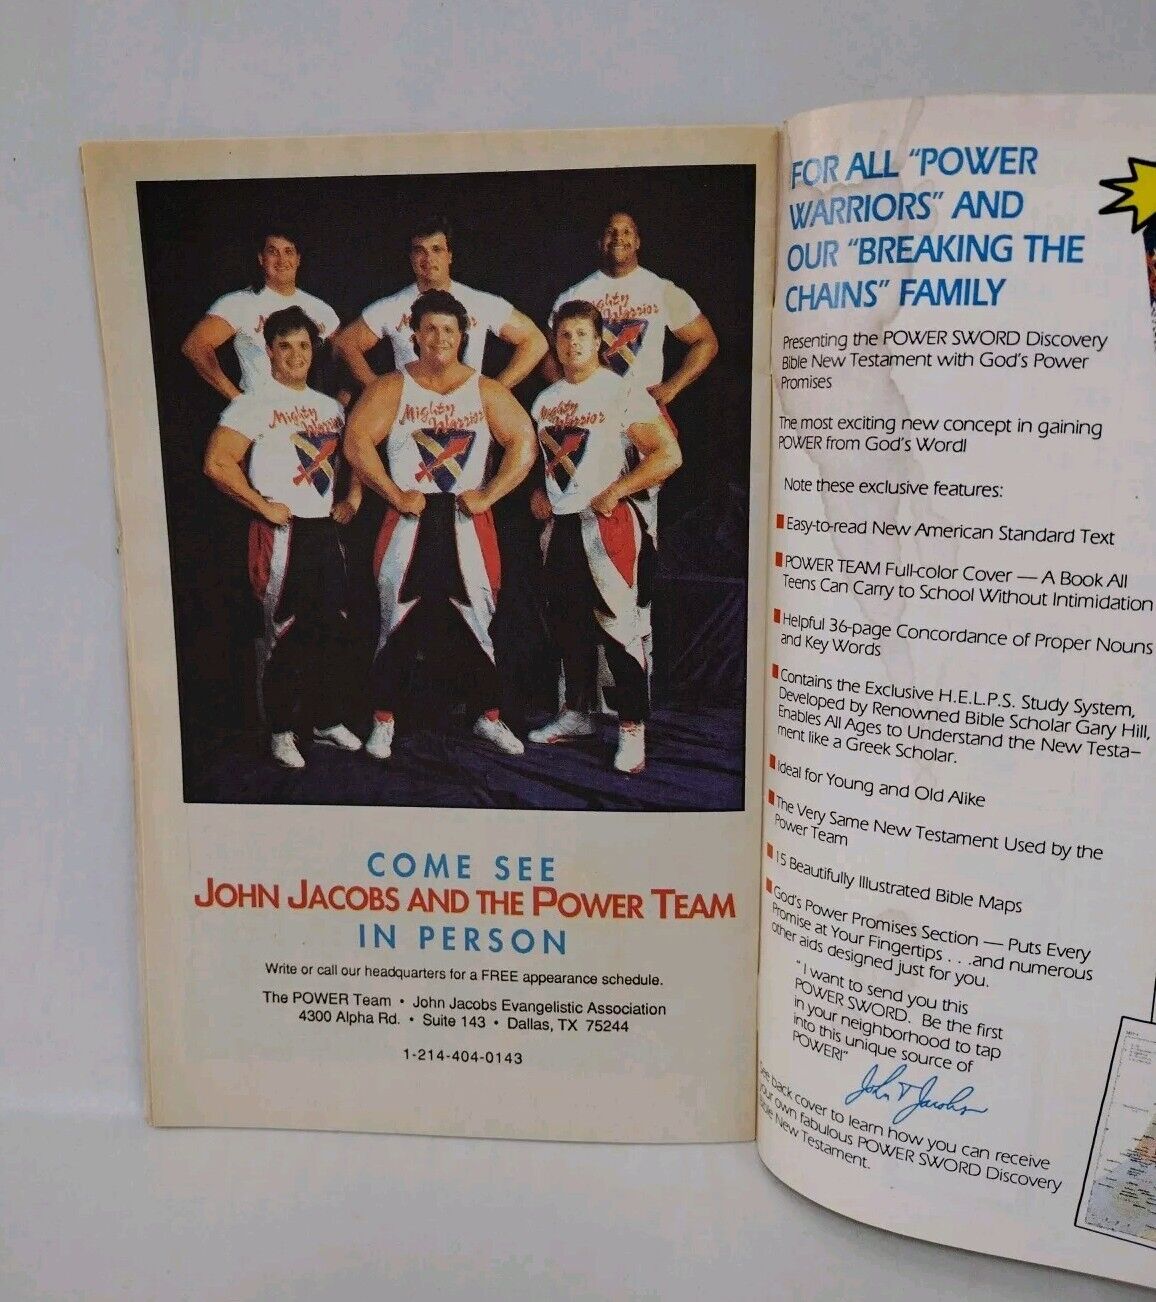 Mighty Warrior
Mighty Warrior
Mighty Warrior
Mighty Warrior
Mighty Warrior
Mighty Warrior
COME SEE
JOHN JACOBS AND THE POWER TEAM
IN PERSON
Write or call our headquarters for a FREE appearance schedule.
The POWER Team • John Jacobs Evangelistic Association
4300 Alpha Rd. • Suite 143 • Dallas, TX 75244
1-214-404-0143
FOR ALL “POWER
WARRIORS” AND
OUR “BREAKING THE
CHAINS” FAMILY
Presenting the POWER SWORD Discovery
Bible New Testament with God's Power
Promises
The most exciting new concept in gaining
POWER from God's Word!
Note these exclusive features:
Easy-to-read New American Standard Text
POWER TEAM Full-color Cover — A Book All
Teens Can Carry to School Without Intimidation
Helpful 36-page Concordance of Proper Nouns
and Key Words
Contains the Exclusive H.E.L.P.S. Study System,
Developed by Renowned Bible Scholar Gary Hill,
Enables All Ages to Understand the New Testa-
ment like a Greek Scholar.
Ideal for Young and Old Alike
The Very Same New Testament Used by the
Power Team
15 Beautifully Illustrated Bible Maps
God's Power Promises Section — Puts Every
Promise at Your Fingertips . . .and numerous
other aids designed just for you.
"I want to send you this
POWER SWORD. Be the first
in your neighborhood to tap
into this unique source of
POWER!"
John T Jacobs
See back cover to learn how you can receive
your own fabulous POWER SWORD Discovery
Bible New Testament.